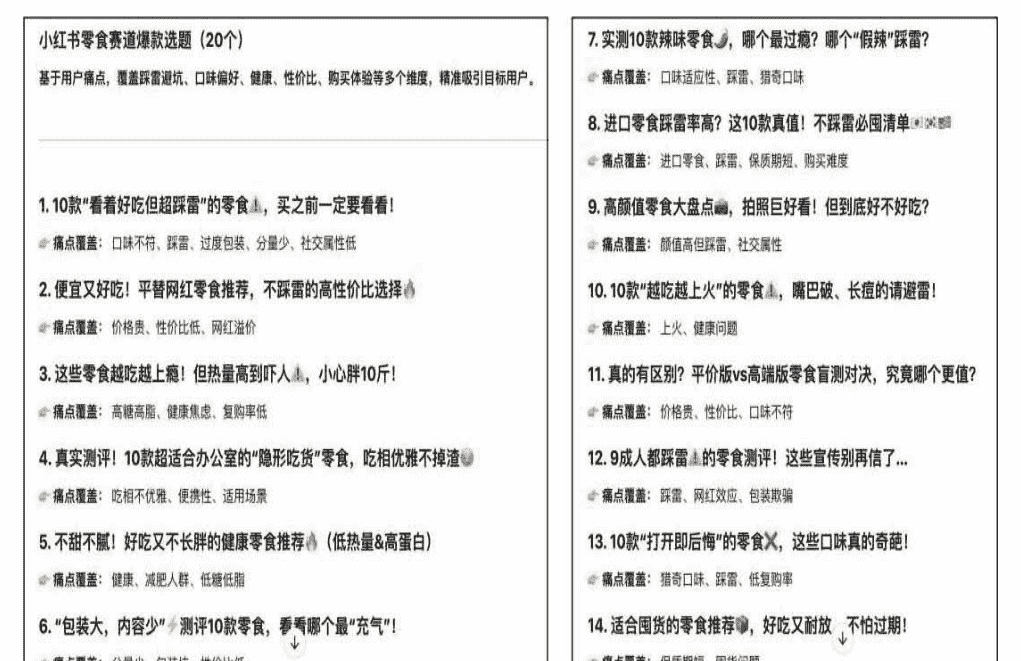 小红书零食赛道爆款选题（20个）
基于用户痛点，覆盖踩雷避坑、口味偏好、健康、性价比、购买体验等多个维度，精准吸引目标用户。
1. 10款“看着好吃但超踩雷”的零食⚠，买之前一定要看看！
痛点覆盖： 口味不符、踩雷、过度包装、分量少、社交属性低
2. 便宜又好吃！平替网红零食推荐，不踩雷的高性价比选择🔥
痛点覆盖： 价格贵、性价比低、网红溢价
3. 这些零食越吃越上瘾！但热量高到吓人⚠，小心胖10斤！
痛点覆盖： 高糖高脂、健康焦虑、复购率低
4. 真实测评！10款超适合办公室的“隐形吃货”零食，吃相优雅不掉渣
痛点覆盖： 吃相不优雅、便携性、适用场景
5. 不甜不腻！好吃又不长胖的健康零食推荐🔥（低热量&高蛋白）
痛点覆盖： 健康、减肥人群、低糖低脂
6. “包装大，内容少”⚡测评10款零食，看看哪个最“充气”！
7. 实测10款辣味零食🌶，哪个最过瘾？哪个“假辣”踩雷？
痛点覆盖： 口味适应性、踩雷、猎奇口味
8. 进口零食踩雷率高？这10款真值！不踩雷必囤清单
痛点覆盖： 进口零食、踩雷、保质期短、购买难度
9. 高颜值零食大盘点📷，拍照巨好看！但到底好不好吃？
痛点覆盖： 颜值高但踩雷、社交属性
10. 10款“越吃越上火”的零食⚠，嘴巴破、长痘的请避雷！
痛点覆盖： 上火、健康问题
11. 真的有区别？平价版vs高端版零食盲测对决，究竟哪个更值？
痛点覆盖： 价格贵、性价比、口味不符
12. 9成人都踩雷⚠的零食测评！这些宣传别再信了...
痛点覆盖： 踩雷、网红效应、包装欺骗
13. 10款“打开即后悔”的零食❌，这些口味真的奇葩！
痛点覆盖： 猎奇口味、踩雷、低复购率
14. 适合囤货的零食推荐📦，好吃又耐放 不怕过期！